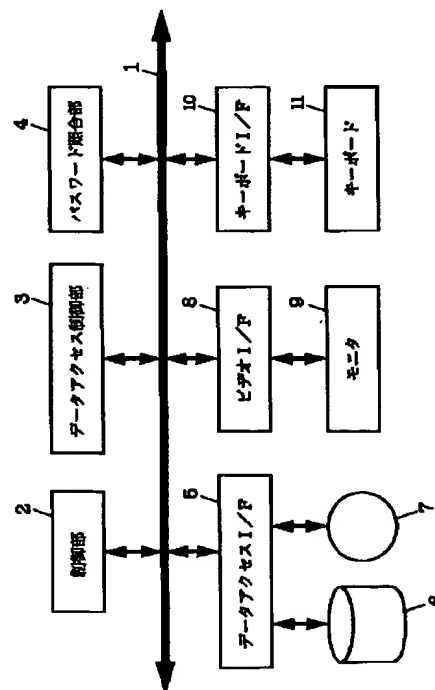 2
制御部
3
データアクセス制御部
4
パスワード照合部
1
5
データアクセスI/F
8
ビデオI/F
10
キーボードI/F
6
7
9
モニタ
11
キーボード